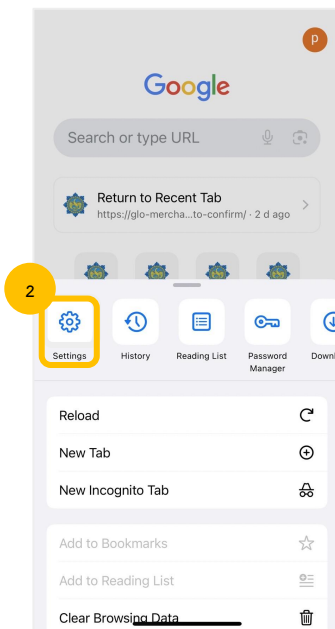 p
Google
Search or type URL
Return to Recent Tab
https://glo-mercha...to-confirm/ · 2 d ago
2
Settings
History
Reading List
Password
Manager
Downl
Reload
New Tab
New Incognito Tab
Add to Bookmarks
Add to Reading List
Clear Browsing Data